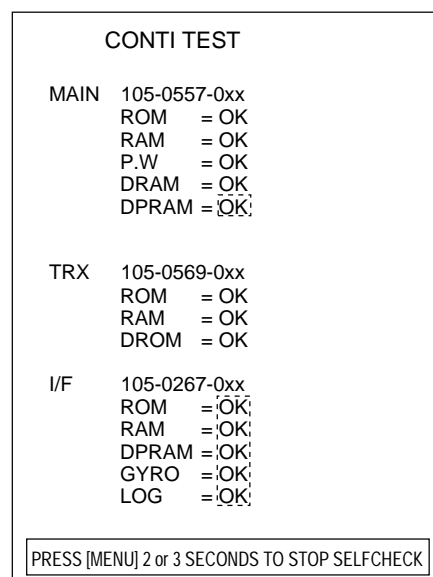 CONTI TEST
MAIN 105-0557-0xx
ROM = OK
RAM = OK
P.W = OK
DRAM = OK
DPRAM = OK
TRX 105-0569-0xx
ROM = OK
RAM = OK
DROM = OK
I/F 105-0267-0xx
ROM = OK
RAM = OK
DPRAM = OK
GYRO = OK
LOG = OK
PRESS [MENU] 2 or 3 SECONDS TO STOP SELFCHECK